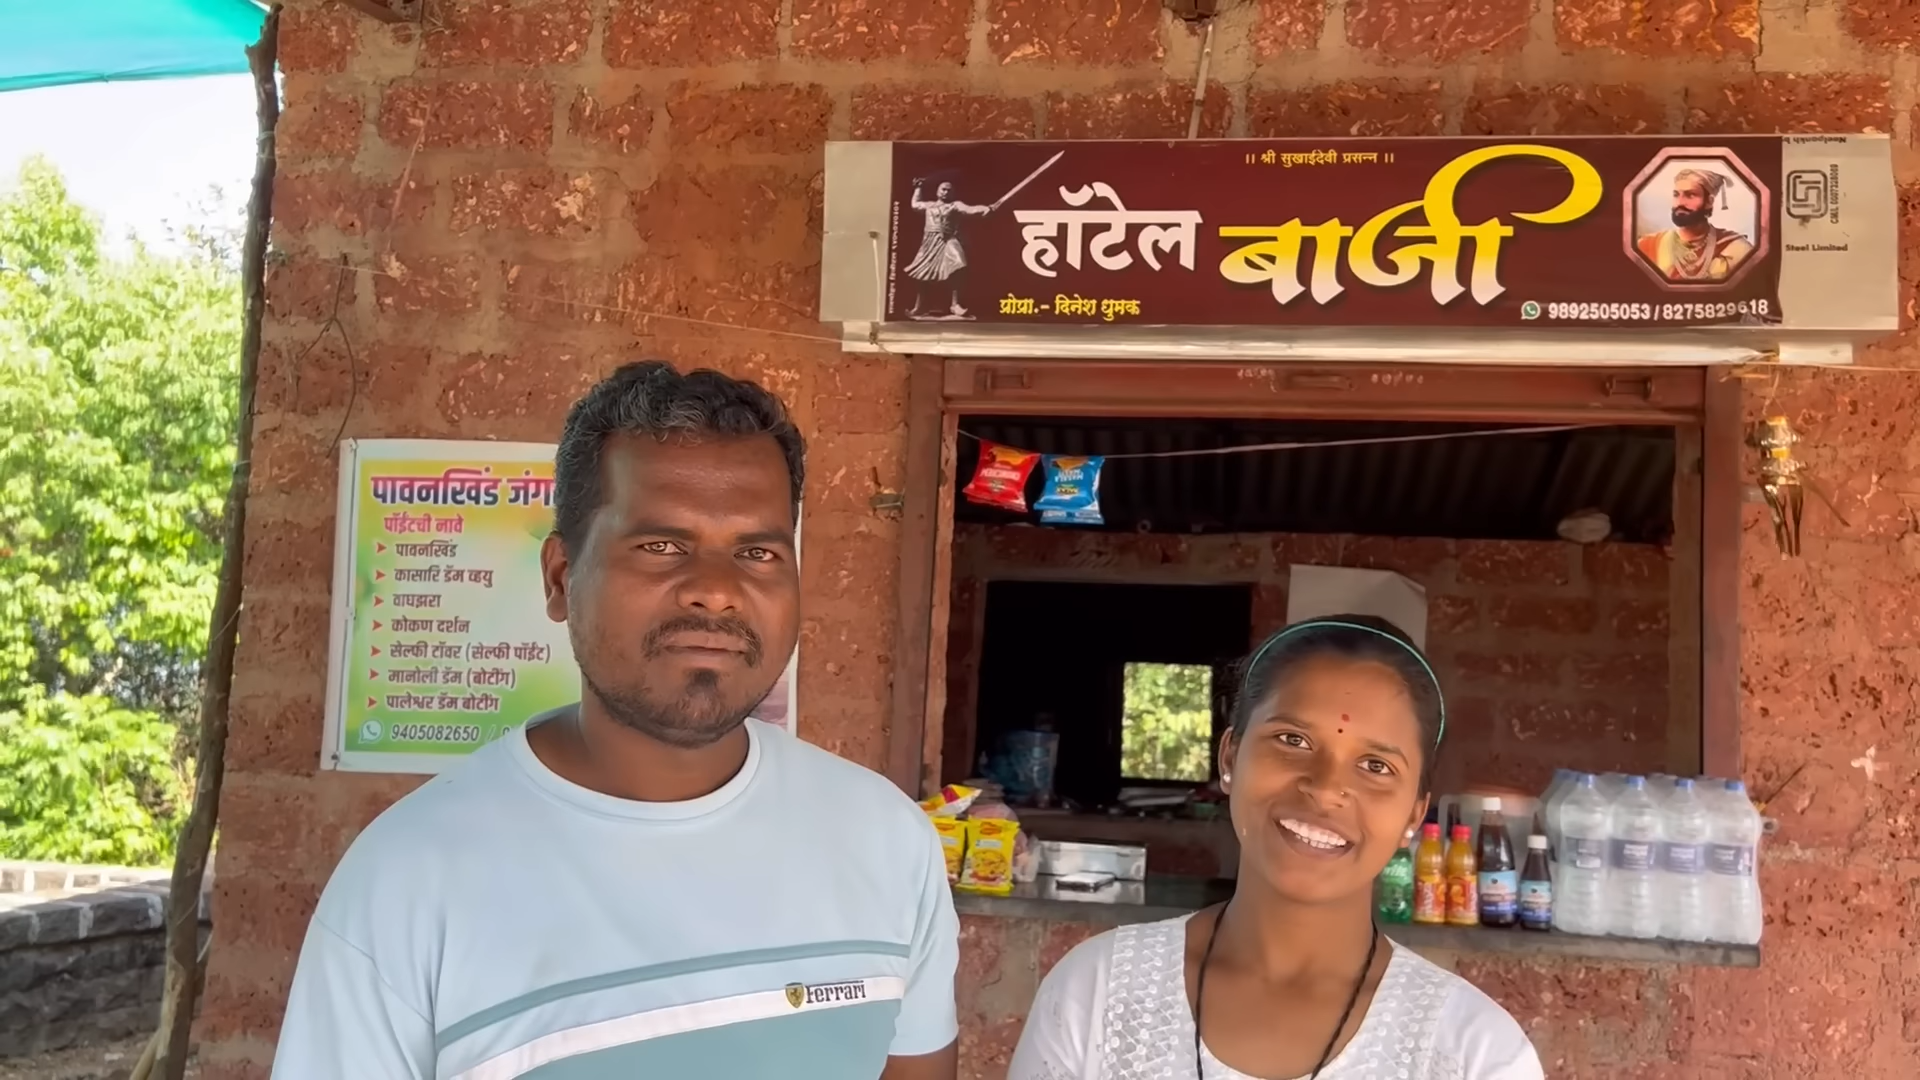 ।। श्री सुखाईदेवी प्रसन्न ।।
हॉटेल बाजी
प्रोप्रा.- दिनेश धुमक
9892505053 / 8275829618
Steel Limited
पावनखिंड जंग
पॉईंटची नावे
पावनखिंड
कासारि डॅम व्हयु
वाघझरा
कोकण दर्शन
सेल्फी टॉवर (सेल्फी पॉईंट)
मानोली डॅम (बोटींग)
पालेश्वर डॅम बोटींग
9405082650 /
Ferrari